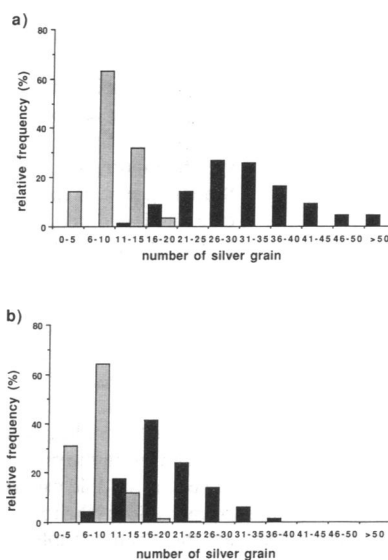 a)
80
60
40
20
0
relative frequency (%)
0-5 6-10 11-15 16-20 21-25 26-30 31-35 36-40 41-45 46-50 >50
number of silver grain
b)
80
60
40
20
0
relative frequency (%)
0-5 6-10 11-15 16-20 21-25 26-30 31-35 36-40 41-45 46-50 >50
number of silver grain